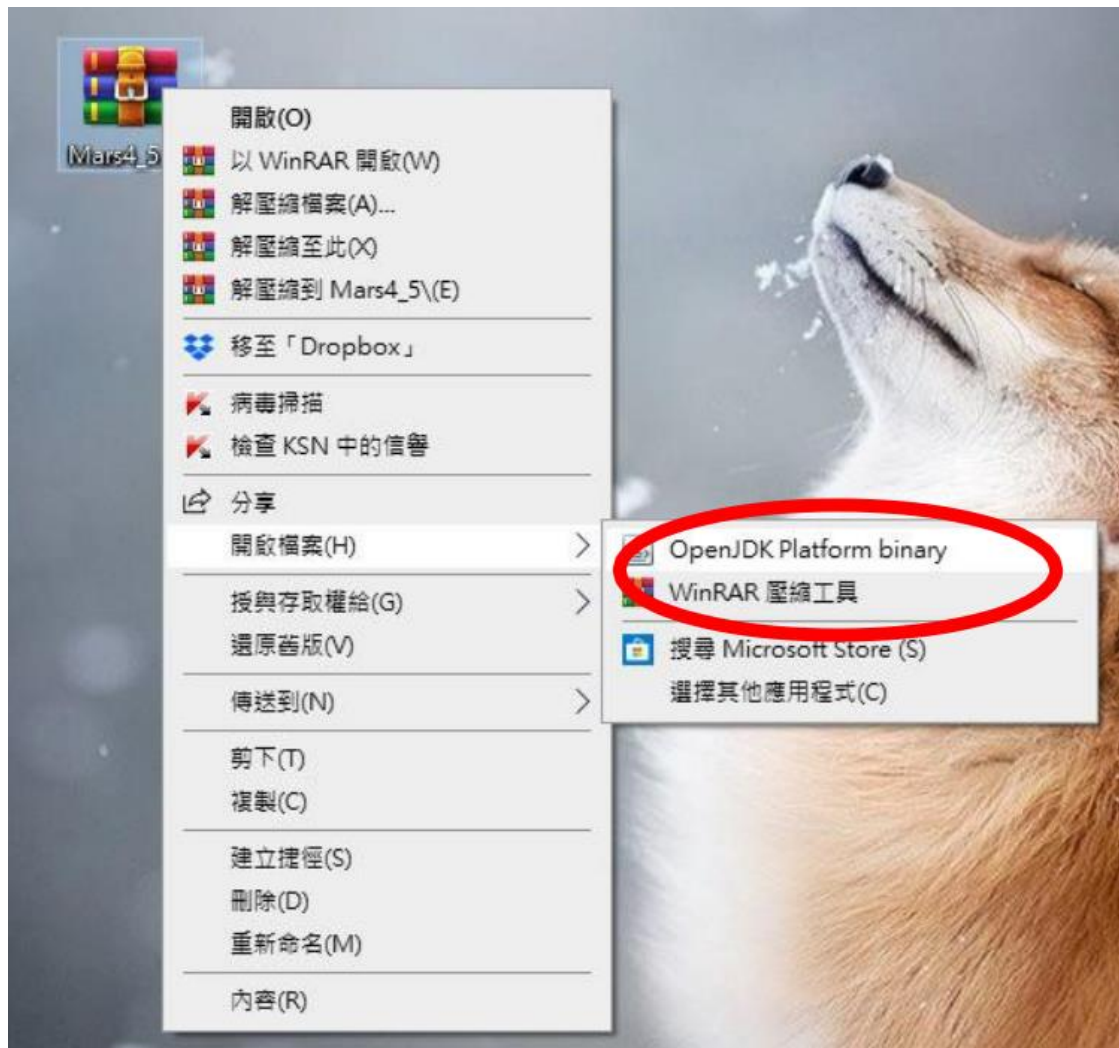 Mars4_5
開啟(O)
以 WinRAR 開啟(W)
解壓縮檔案(A)...
解壓縮至此(X)
解壓縮到 Mars4_5\(E)
移至「Dropbox」
病毒掃描
檢查 KSN 中的信譽
分享
開啟檔案(H)
OpenJDK Platform binary
WinRAR 壓縮工具
搜尋 Microsoft Store (S)
選擇其他應用程式(C)
授與存取權給(G)
還原舊版(V)
傳送到(N)
剪下(T)
複製(C)
建立捷徑(S)
刪除(D)
重新命名(M)
內容(R)